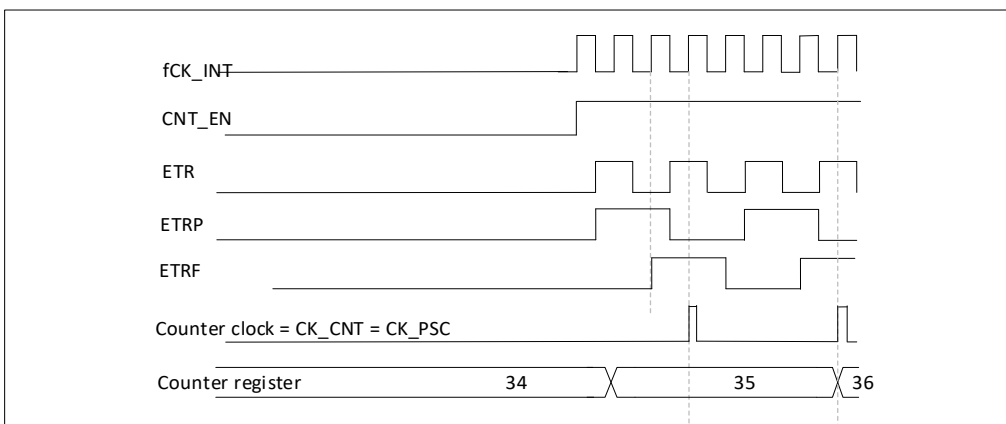 fCK_INT
CNT_EN
ETR
ETRP
ETRF
Counter clock = CK_CNT = CK_PSC
Counter register 34 35 36